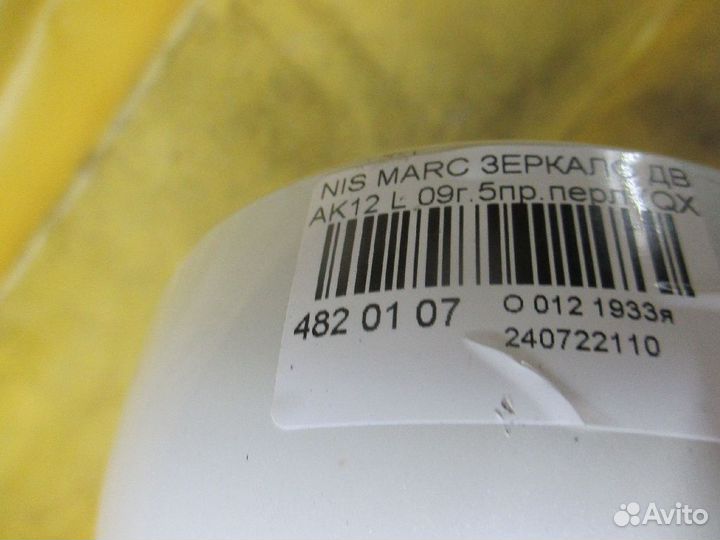 NIS MARC ЗЕРКАЛО ДВ
AK12 L 09г.5пр.перл. QX
482 01 07
O 012 1933я
240722110
Avito